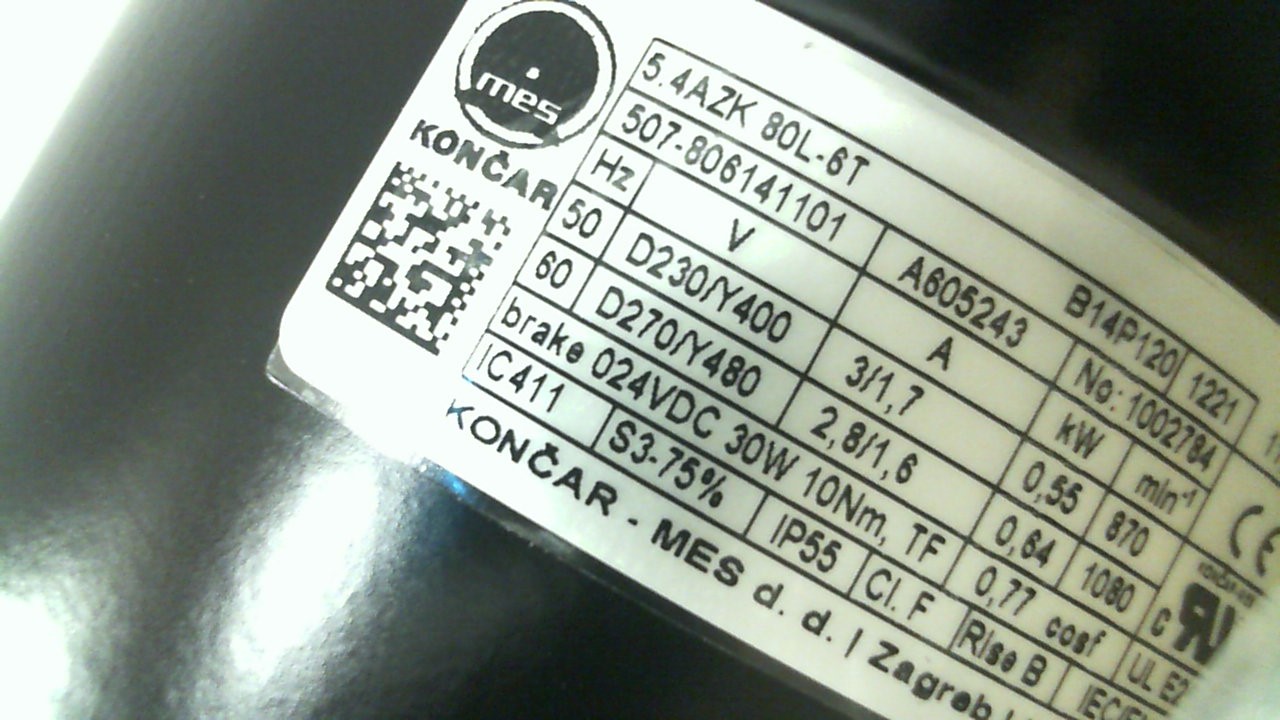 mes
KONČAR
5.4AZK 80L-6T B14P120 1221
507-806141101 A605243 No: 1002784
Hz V A kW min-1
50 D230/Y400 3/1,7 0,55 870
60 D270/Y480 2,8/1,6 0,64 1080
brake 024VDC 30W 10Nm, TF 0,77 cosf
IC411 S3-75% IP55 Cl. F Rise B
KONČAR - MES d. d. | Zagreb
CE
UL